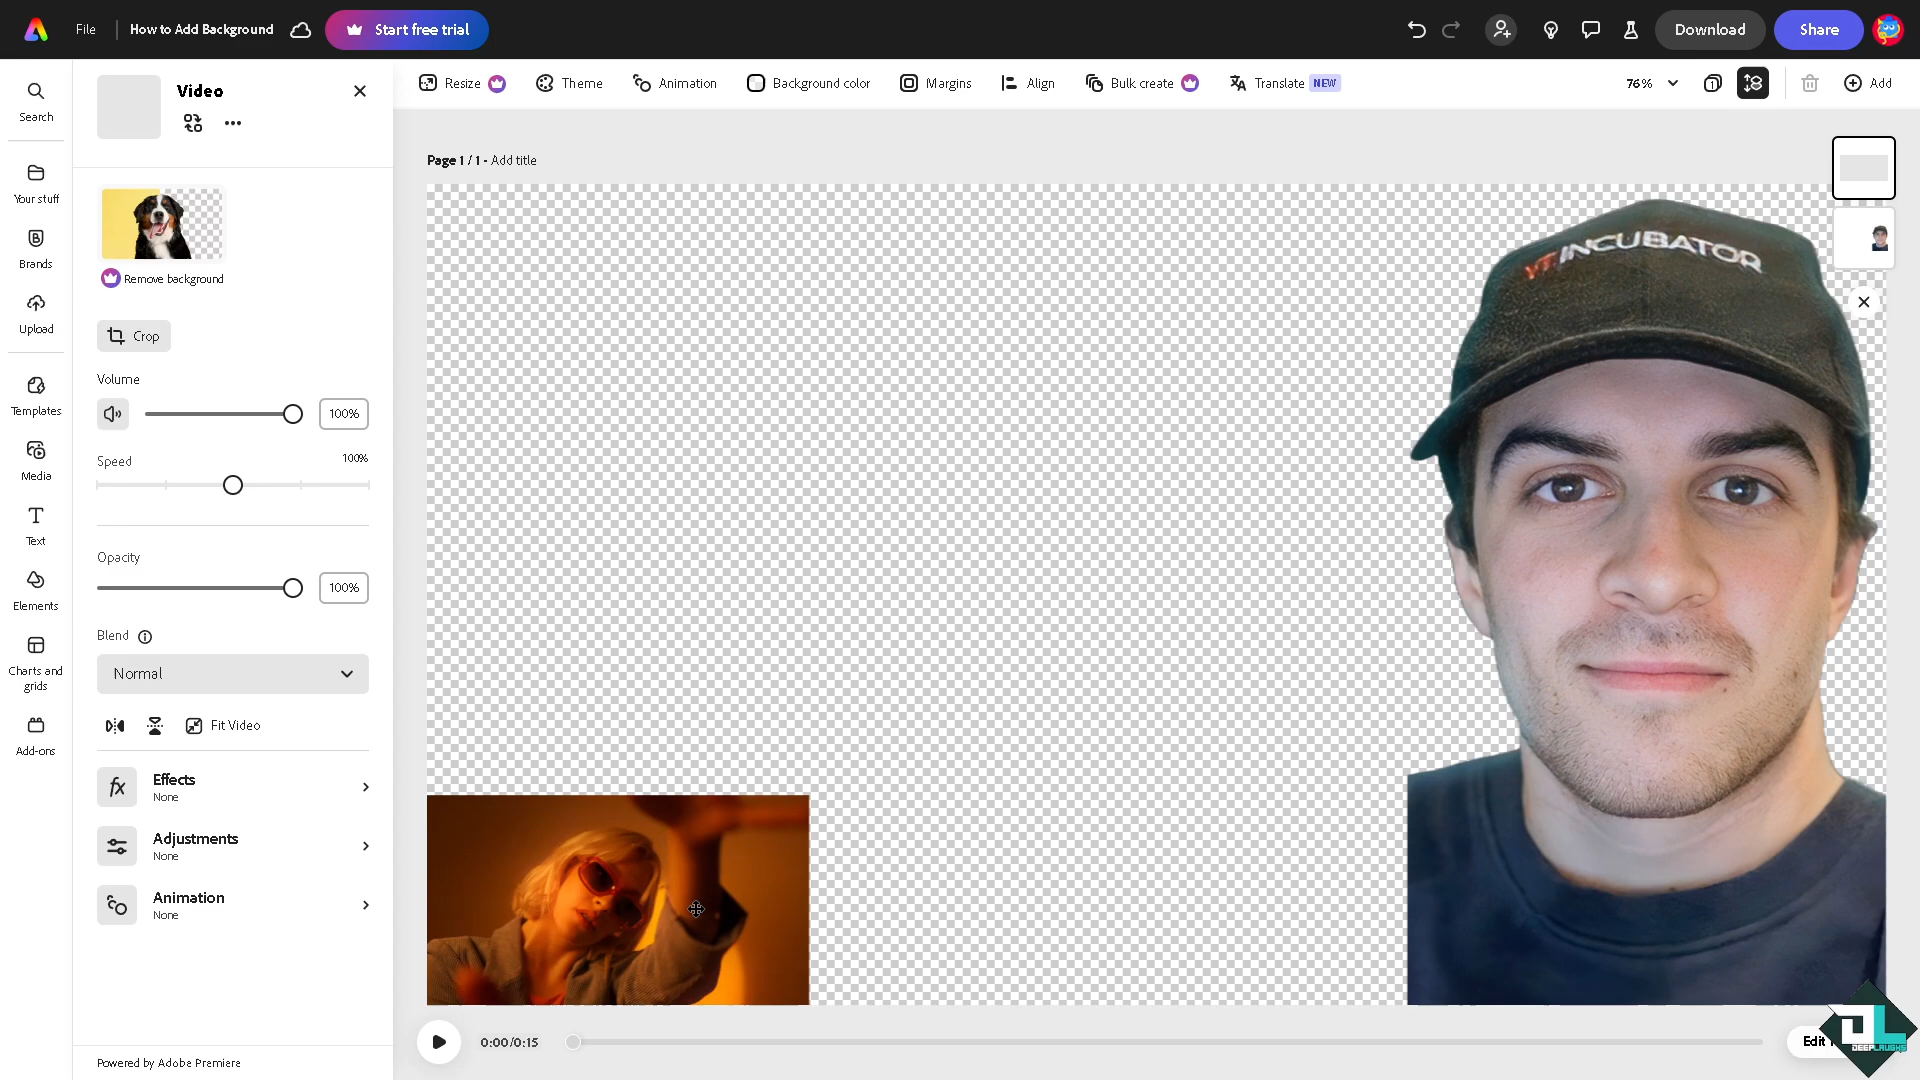 File
How to Add Background
Start free trial
Download
Share
Search
Your stuff
Brands
Upload
Templates
Media
Text
Elements
Charts and
grids
Add-ons
Video
Remove background
Crop
Volume
100%
Speed
100%
Opacity
100%
Blend
Normal
Fit Video
Effects
None
Adjustments
None
Animation
None
Powered by Adobe Premiere
Resize
Theme
Animation
Background color
Margins
Align
Bulk create
Translate NEW
76%
1
Add
Page 1 / 1 - Add title
YT INCUBATOR
0:00/0:15
Edit
DEEPLAUGHS